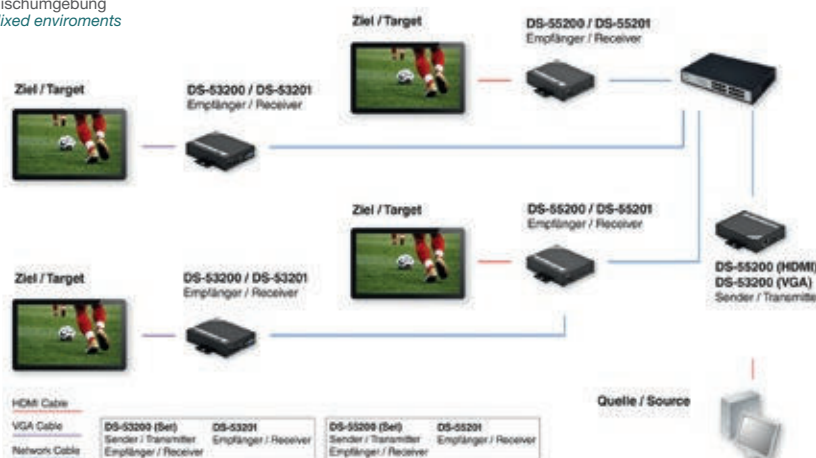 ischumgebung
ixed enviroments
Ziel / Target
DS-55200 / DS-55201
Empfänger / Receiver
Ziel / Target
DS-53200 / DS-53201
Empfänger / Receiver
Ziel / Target
DS-55200 / DS-55201
Empfänger / Receiver
DS-55200 (HDMI)
DS-53200 (VGA)
Sender / Transmitte
Ziel / Target
DS-53200 / DS-53201
Empfänger / Receiver
Quelle / Source
HDMI Cable
VGA Cable
Network Cable
DS-53200 (Set)
Sender / Transmitter
Empfänger / Receiver
DS-53201
Empfänger / Receiver
DS-55200 (Set)
Sender / Transmitter
Empfänger / Receiver
DS-55201
Empfänger / Receiver